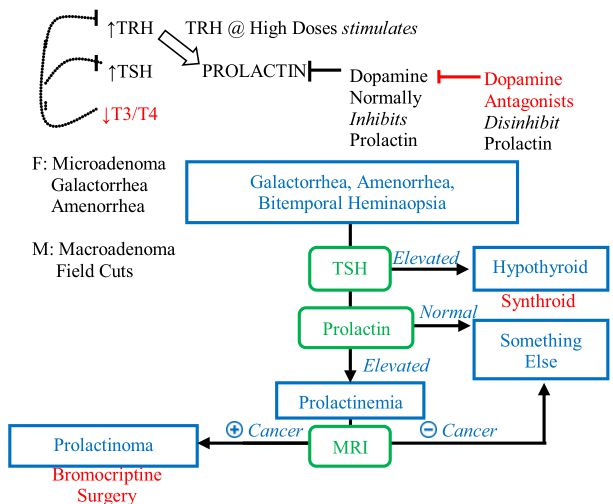 ↑TRH
TRH @ High Doses stimulates
↑TSH
PROLACTIN
↓T3/T4
Dopamine
Normally
Inhibits
Prolactin
Dopamine
Antagonists
Disinhibit
Prolactin
F: Microadenoma
Galactorrhea
Amenorrhea
M: Macroadenoma
Field Cuts
Galactorrhea, Amenorrhea,
Bitemporal Heminaopsia
TSH
Elevated
Hypothyroid
Synthroid
Prolactin
Normal
Something
Else
Elevated
Prolactinemia
MRI
⊕ Cancer
⊖ Cancer
Prolactinoma
Bromocriptine
Surgery